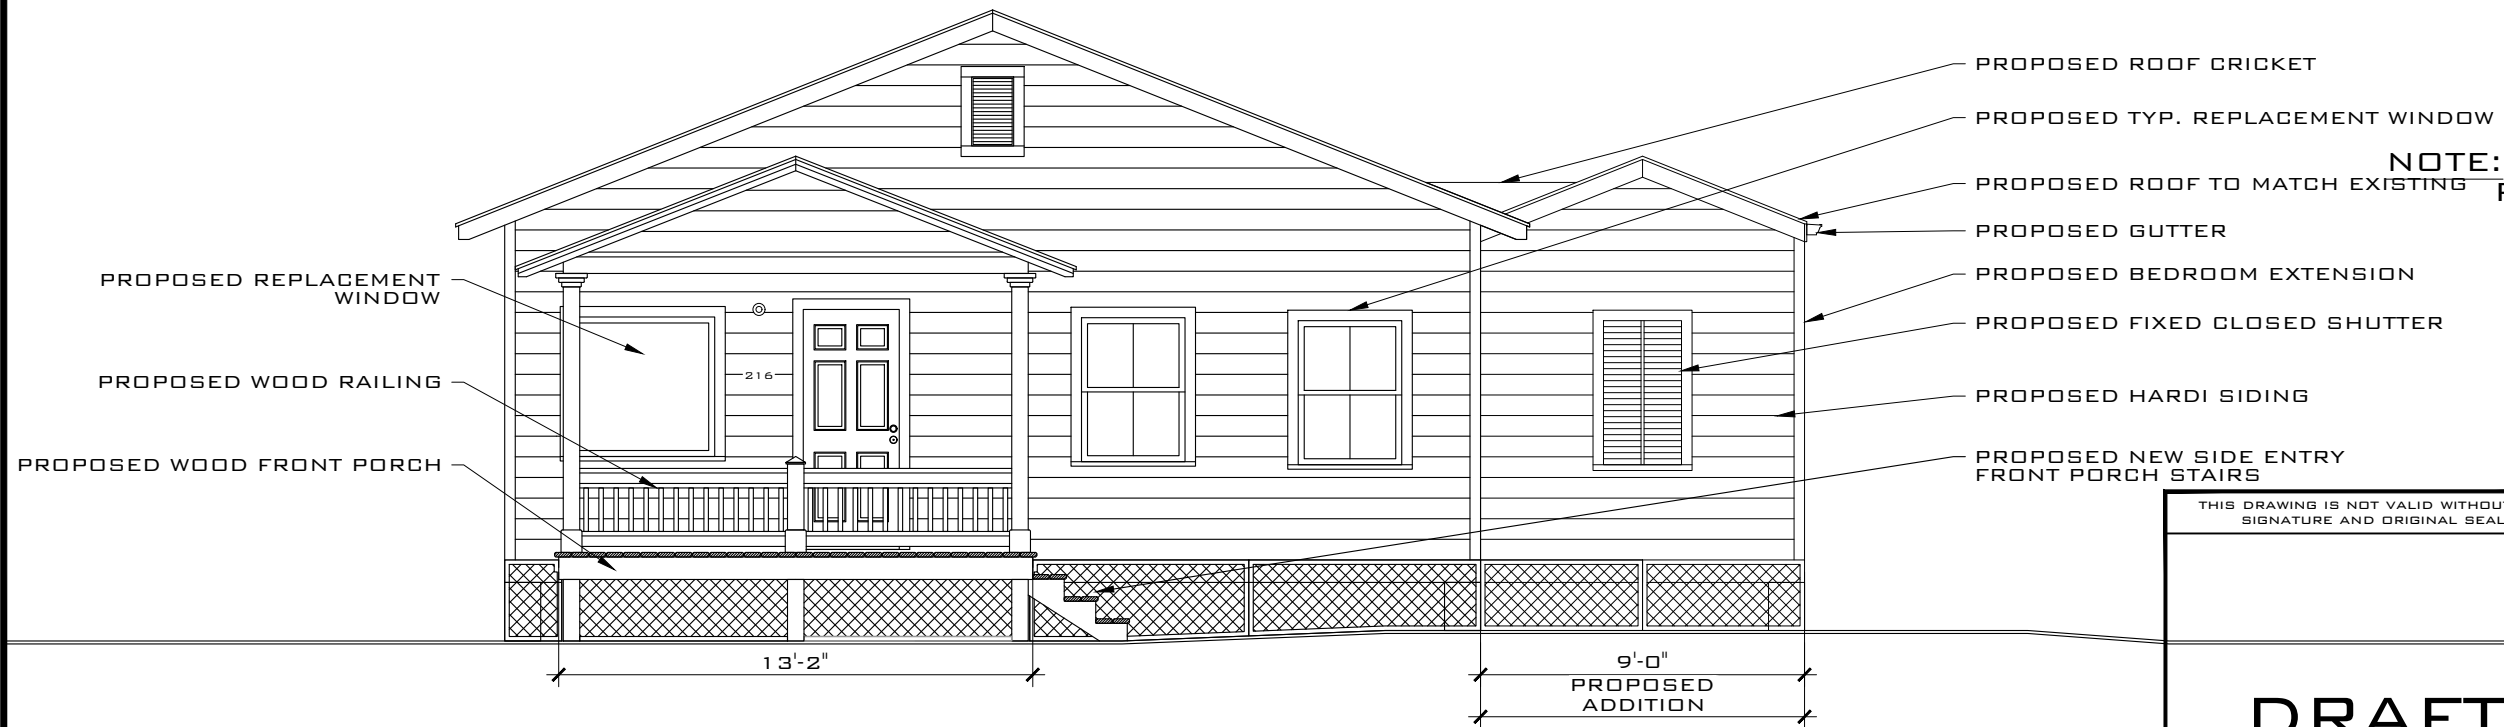 PROPOSED ROOF CRICKET
PROPOSED TYP. REPLACEMENT WINDOW
NOTE:
PROPOSED ROOF TO MATCH EXISTING
PROPOSED GUTTER
PROPOSED BEDROOM EXTENSION
PROPOSED FIXED CLOSED SHUTTER
PROPOSED HARDI SIDING
PROPOSED NEW SIDE ENTRY
FRONT PORCH STAIRS
PROPOSED REPLACEMENT
WINDOW
PROPOSED WOOD RAILING
PROPOSED WOOD FRONT PORCH
216
13'-2"
9'-0"
PROPOSED
ADDITION
THIS DRAWING IS NOT VALID WITHOUT
SIGNATURE AND ORIGINAL SEAL
DRAFT